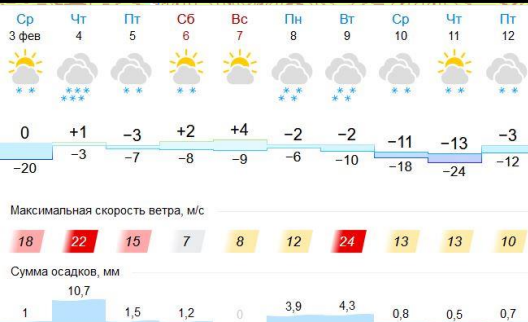 Ср Чт Пт Сб Вс Пн Вт Ср Чт Пт
3 фев 4 5 6 7 8 9 10 11 12
0 +1 −3 +2 +4 −2 −2 −11 −13 −3
−20 −3 −7 −8 −9 −6 −10 −18 −24 −12
Максимальная скорость ветра, м/с
18 22 15 7 8 12 24 13 13 10
Сумма осадков, мм
1 10,7 1,5 1,2 0 3,9 4,3 0,8 0,5 0,7